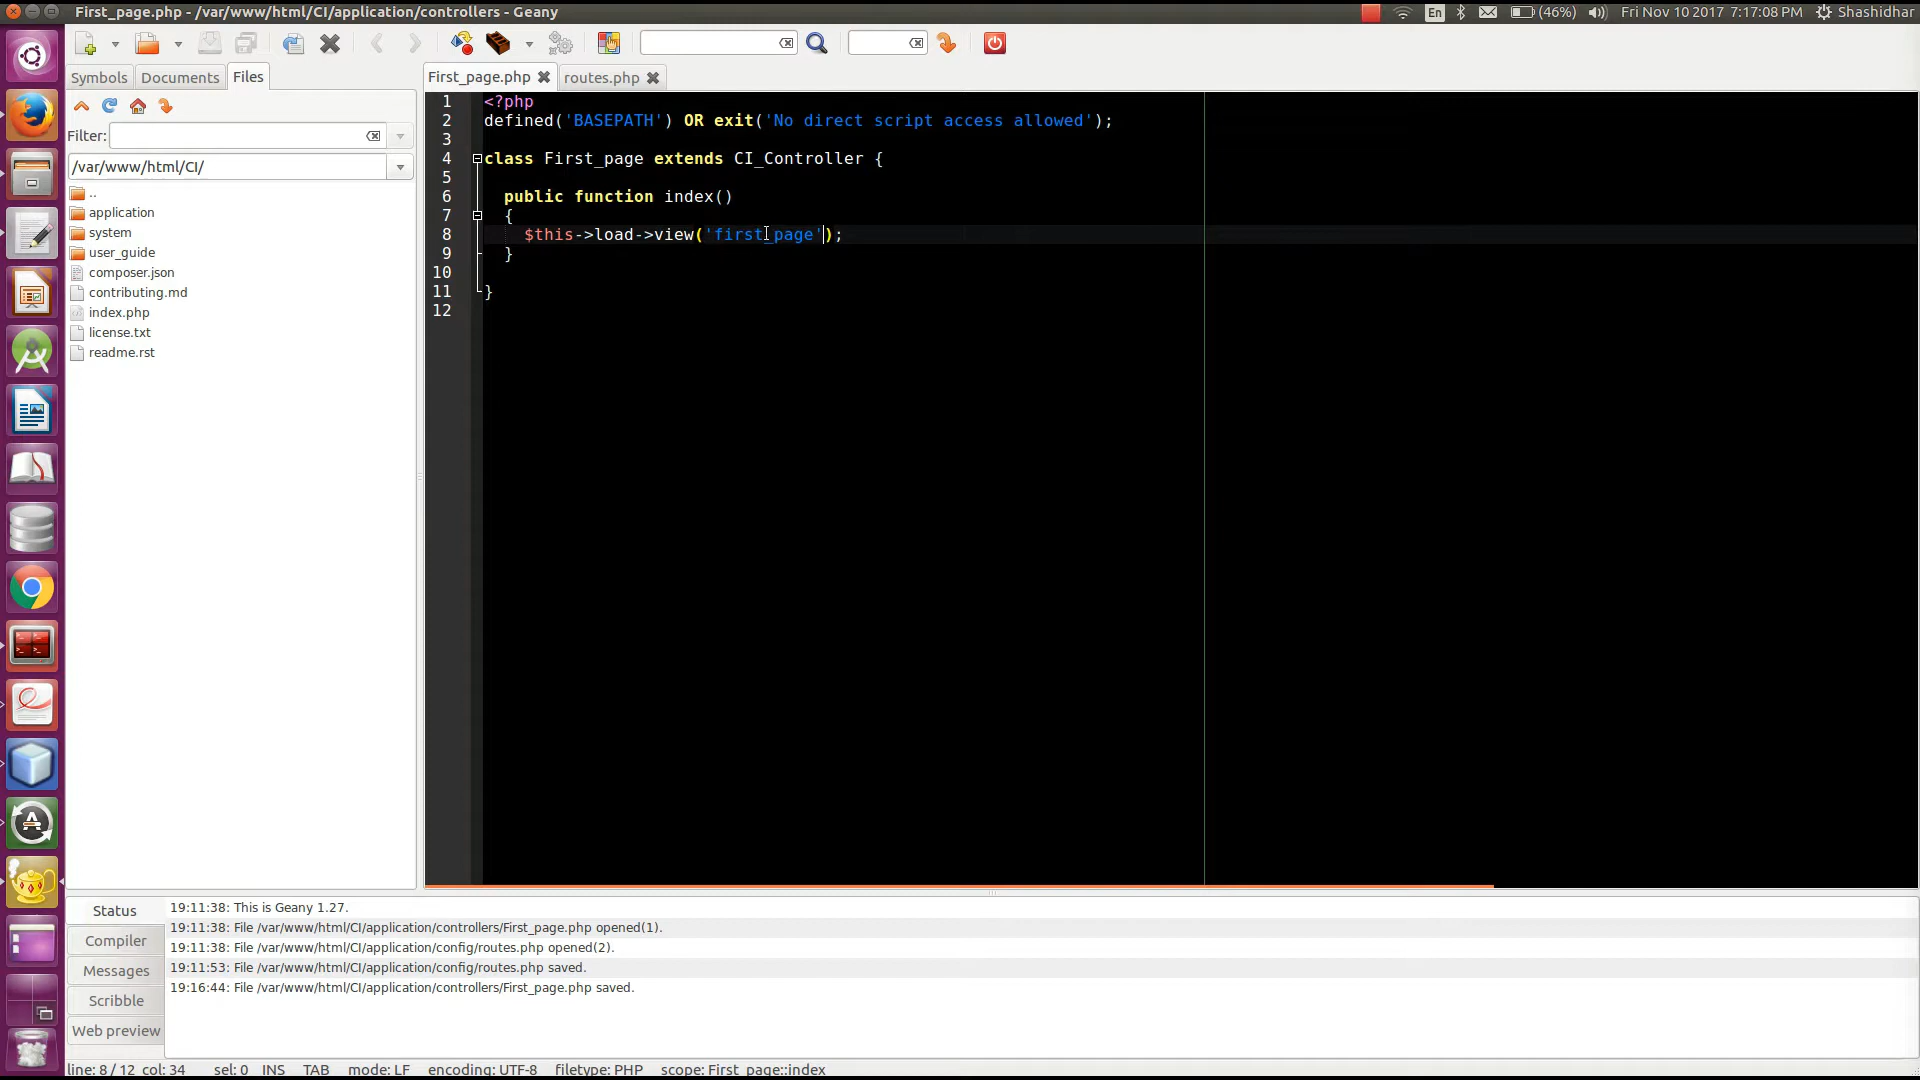 First_page.php - /var/www/html/CI/application/controllers - Geany
En
(46%)
Fri Nov 10 2017 7:17:08 PM
Shashidhar
Symbols
Documents
Files
First_page.php
routes.php
Filter:
/var/www/html/CI/
..
application
system
user_guide
composer.json
contributing.md
index.php
license.txt
readme.rst
1 <?php
2 defined('BASEPATH') OR exit('No direct script access allowed');
3
4 class First_page extends CI_Controller {
5
6 public function index()
7 {
8 $this->load->view('first_page');
9 }
10
11 }
12
Status
Compiler
Messages
Scribble
Web preview
19:11:38: This is Geany 1.27.
19:11:38: File /var/www/html/CI/application/controllers/First_page.php opened(1).
19:11:38: File /var/www/html/CI/application/config/routes.php opened(2).
19:11:53: File /var/www/html/CI/application/config/routes.php saved.
19:16:44: File /var/www/html/CI/application/controllers/First_page.php saved.
line: 8 / 12 col: 34 sel: 0 INS TAB mode: LF encoding: UTF-8 filetype: PHP scope: First_page::index